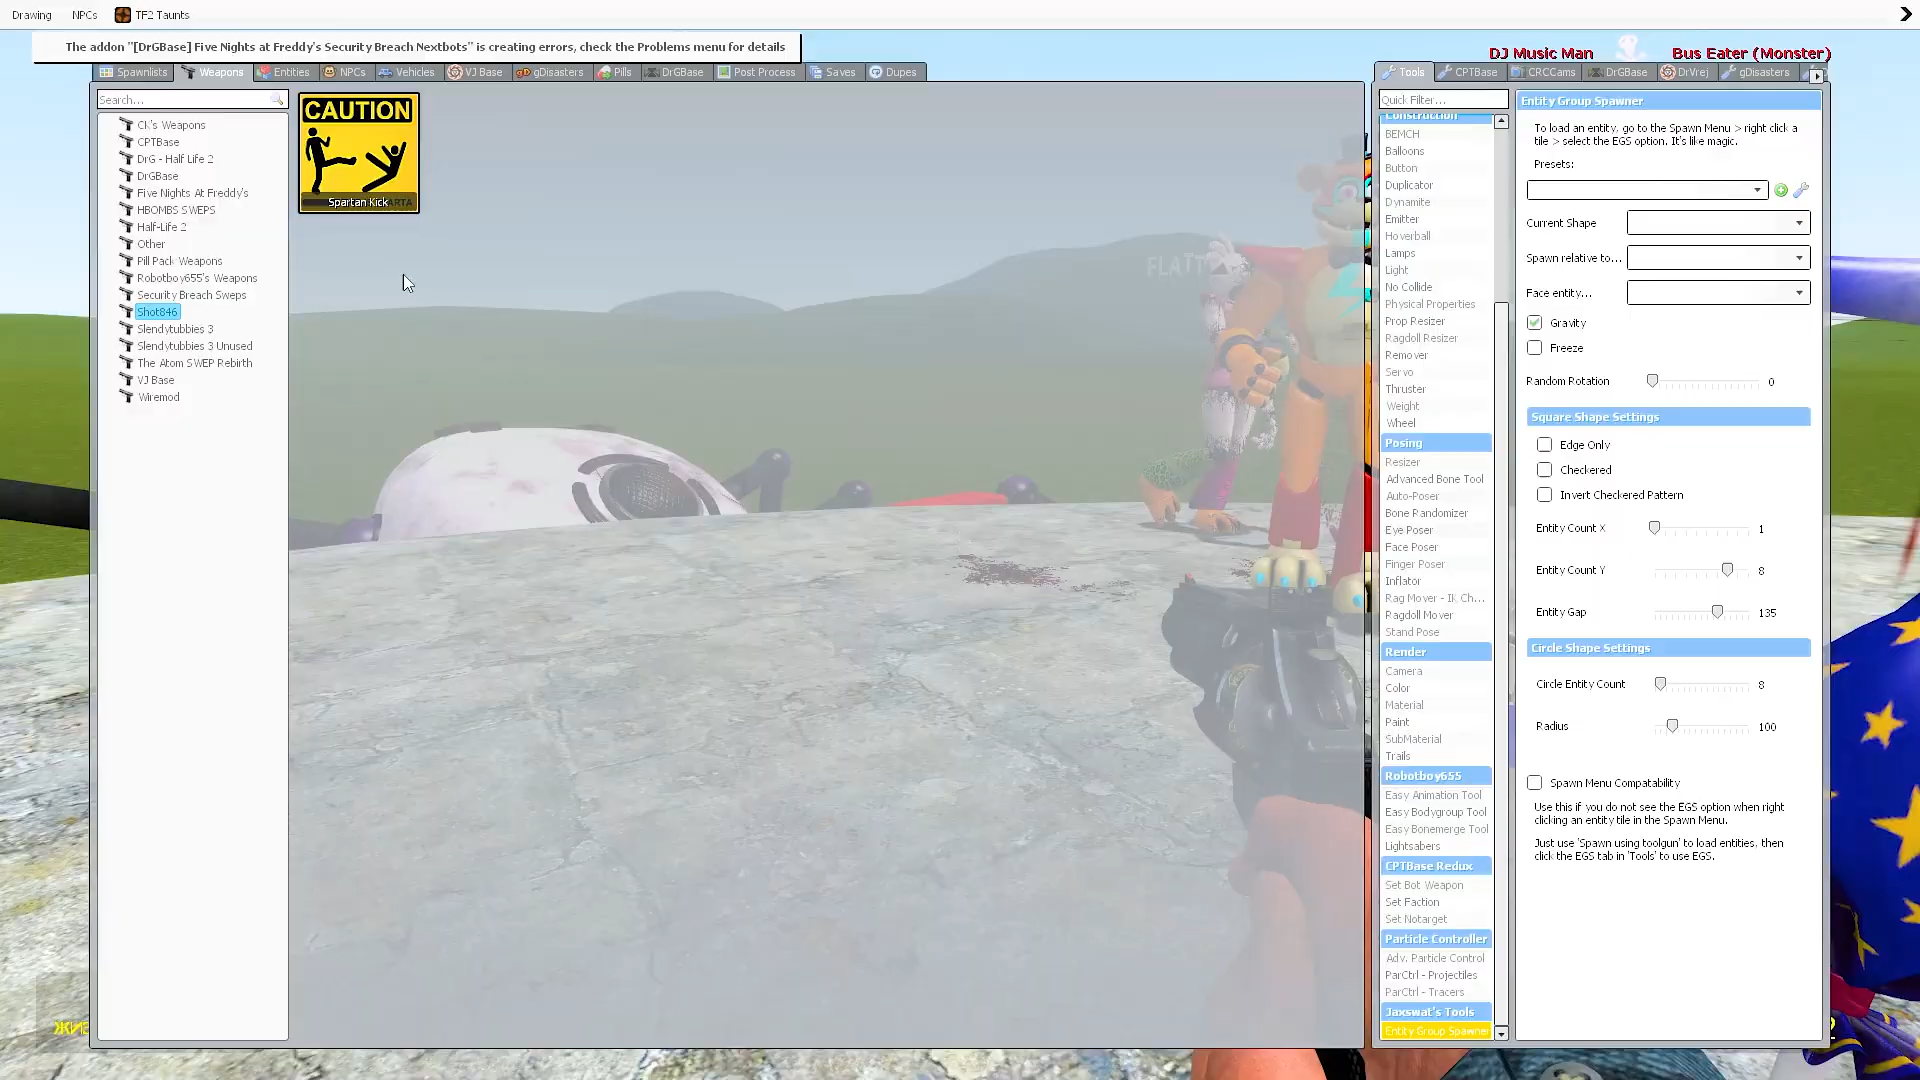 Drawing NPCs TF2 Taunts
The addon "[DrGBase] Five Nights at Freddy's Security Breach Nextbots" is creating errors, check the Problems menu for details
DJ Music Man Bus Eater (Monster)
Spawnlists Weapons Entities NPCs Vehicles VJ Base gDisasters Pills DrGBase Post Process Saves Dupes
Search...
CK's Weapons
CPTBase
DrG - Half Life 2
DrGBase
Five Nights At Freddy's
HBOMBS SWEPS
Half-Life 2
Other
Pill Pack Weapons
Robotboy655's Weapons
Security Breach Sweps
Shot846
Slendytubbies 3
Slendytubbies 3 Unused
The Atom SWEP Rebirth
VJ Base
Wiremod
CAUTION
Spartan Kick
Tools CPTBase CRCCams DrGBase DrVrej gDisasters
Quick Filter...
Construction
BEMCH
Balloons
Button
Duplicator
Dynamite
Emitter
Hoverball
Lamps
Light
No Collide
Physical Properties
Prop Resizer
Ragdoll Resizer
Remover
Servo
Thruster
Weight
Wheel
Posing
Resizer
Advanced Bone Tool
Auto-Poser
Bone Randomizer
Eye Poser
Face Poser
Finger Poser
Inflator
Rag Mover - Ik Ch...
Ragdoll Mover
Stand Pose
Render
Camera
Color
Material
Paint
SubMaterial
Trails
Robotboy655
Easy Animation Tool
Easy Bodygroup Tool
Easy Bonemerge Tool
Lightsabers
CPTBase Redux
Set Bot Weapon
Set Faction
Set Notarget
Particle Controller
Adv. Particle Control
ParCtrl - Projectiles
ParCtrl - Tracers
Jaxswat's Tools
Entity Group Spawner
Entity Group Spawner
To load an entity, go to the Spawn Menu > right click a
tile > select the EGS option. It's like magic.
Presets:
Current Shape
Spawn relative to...
Face entity...
Gravity
Freeze
Random Rotation 0
Square Shape Settings
Edge Only
Checkered
Invert Checkered Pattern
Entity Count X 1
Entity Count Y 8
Entity Gap 135
Circle Shape Settings
Circle Entity Count 8
Radius 100
Spawn Menu Compatability
Use this if you do not see the EGS option when right
clicking an entity tile in the Spawn Menu.
Just use 'Spawn using toolgun' to load entities, then
click the EGS tab in 'Tools' to use EGS.